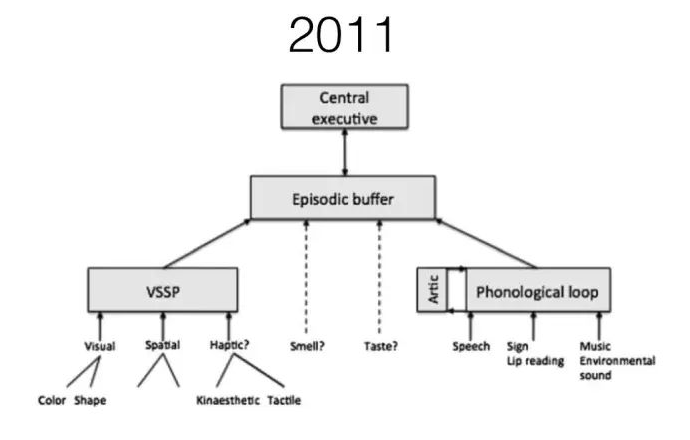 2011
Central
executive
Episodic buffer
VSSP
Artic
Phonological loop
Visual
Spatial
Haptic?
Smell?
Taste?
Speech
Sign
Lip reading
Music
Environmental
sound
Color Shape
Kinaesthetic Tactile